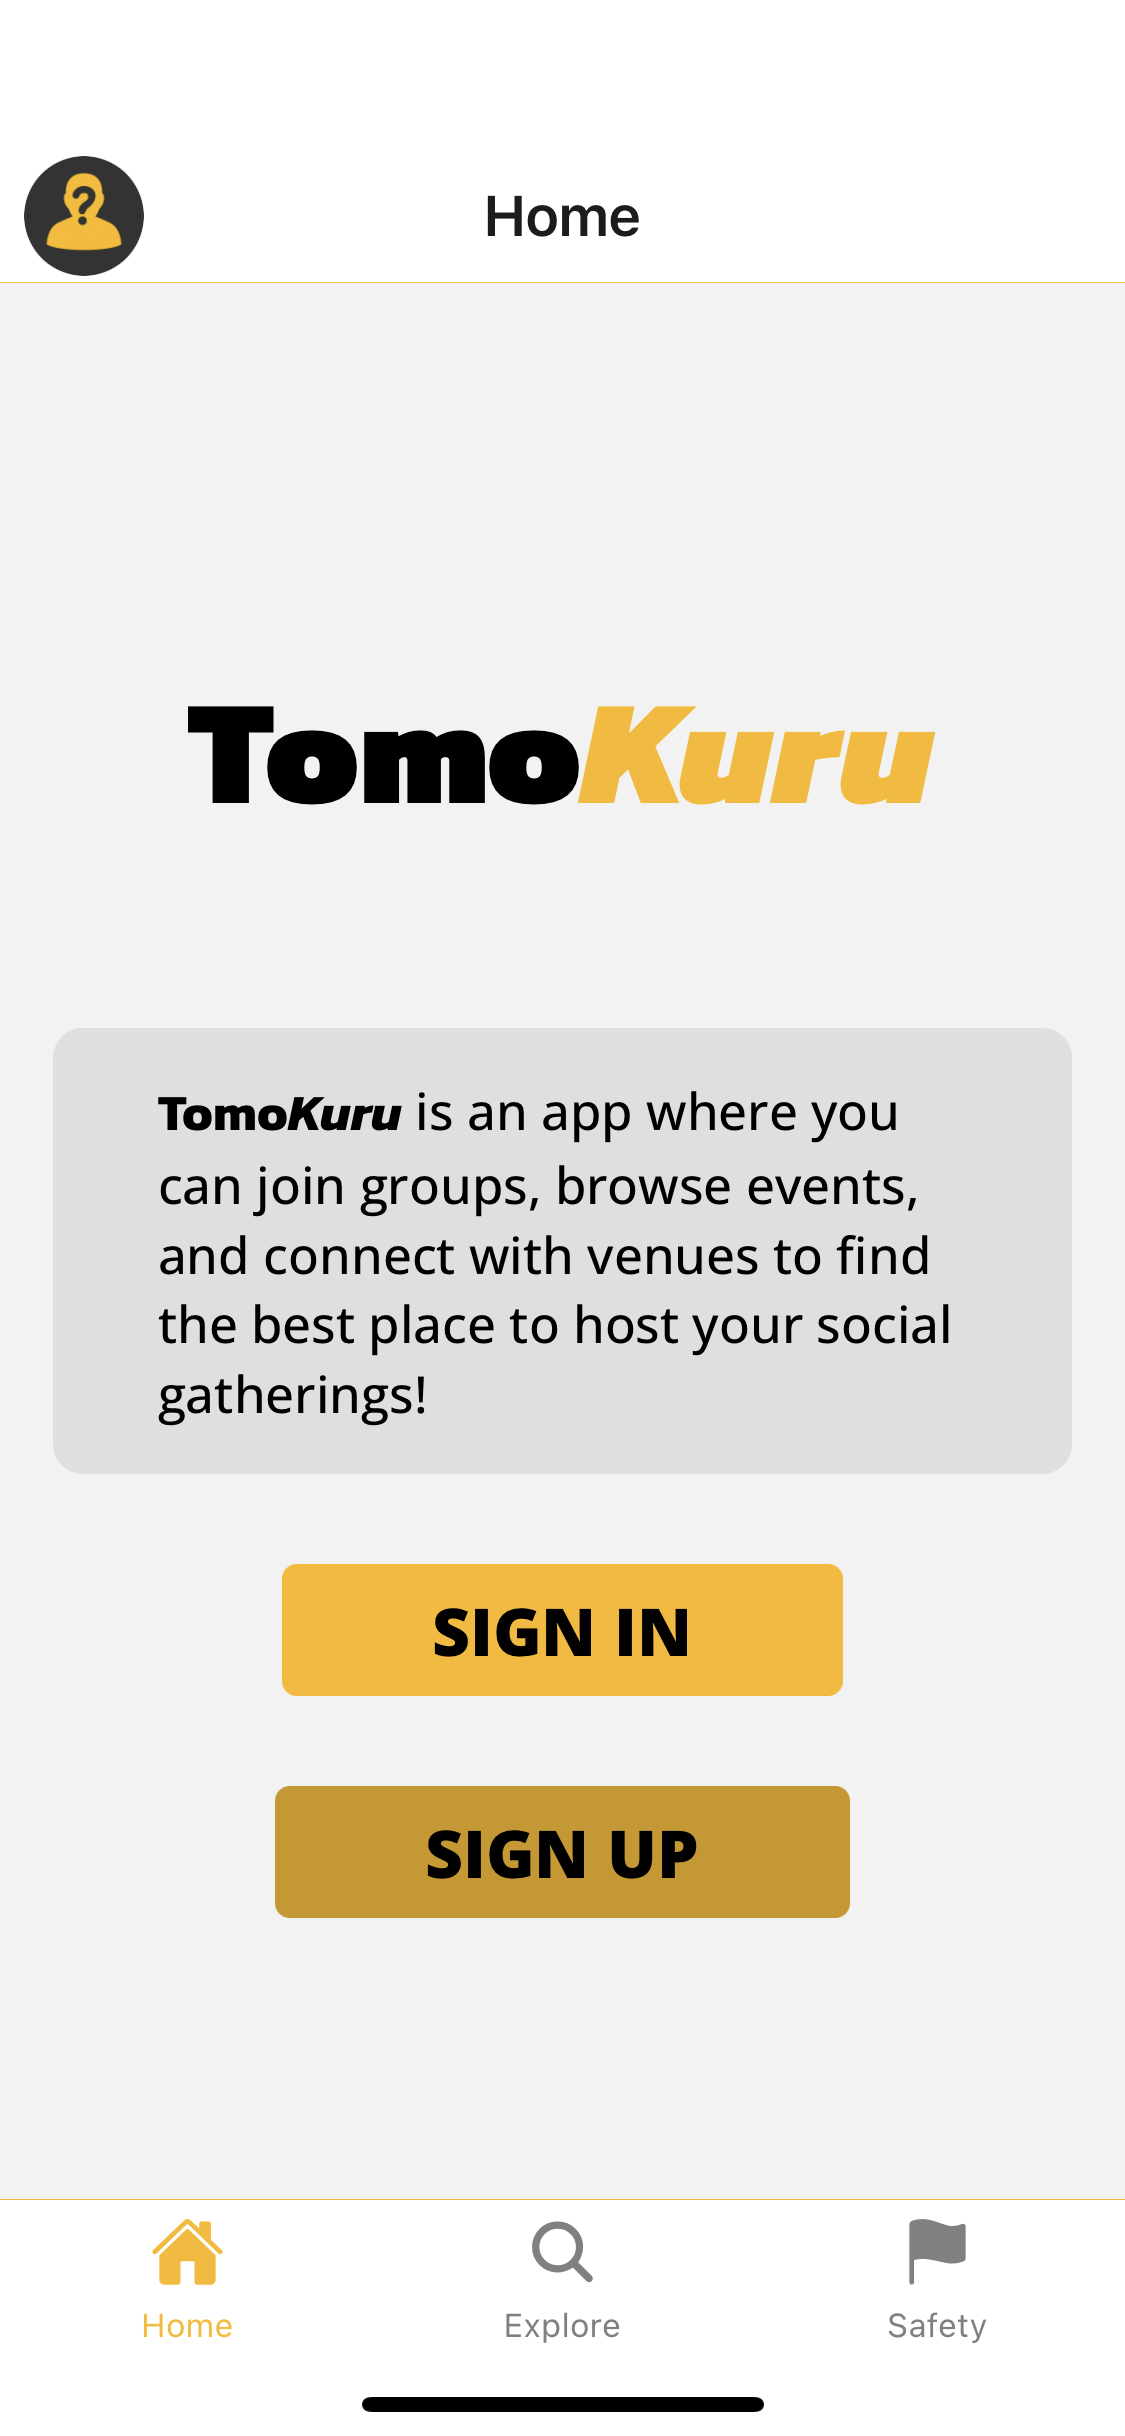 Home
TomoKuru
TomoKuru is an app where you
can join groups, browse events,
and connect with venues to find
the best place to host your social
gatherings!
SIGN IN
SIGN UP
Home
Explore
Safety